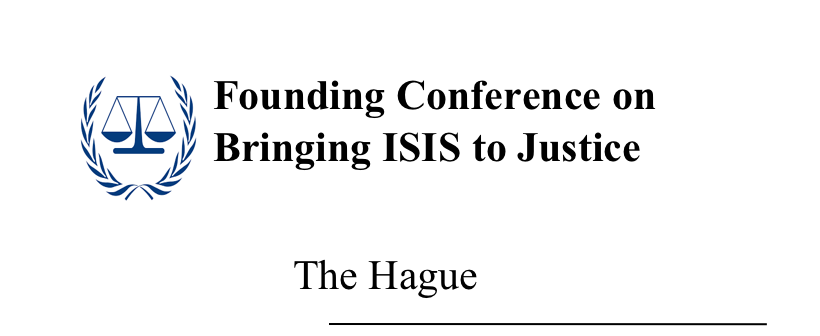 Founding Conference on
Bringing ISIS to Justice
The Hague